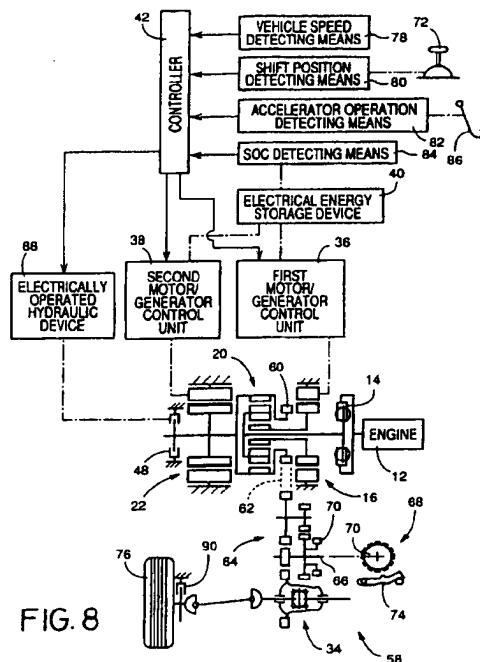 42
72
VEHICLE SPEED
DETECTING MEANS
78
SHIFT POSITION
DETECTING MEANS
80
CONTROLLER
ACCELERATOR OPERATION
DETECTING MEANS
82
86
SOC DETECTING MEANS
84
40
ELECTRICAL ENERGY
STORAGE DEVICE
88
38
36
ELECTRICALLY
OPERATED
HYDRAULIC
DEVICE
SECOND
MOTOR/
GENERATOR
CONTROL
UNIT
FIRST
MOTOR/
GENERATOR
CONTROL
UNIT
20
60
14
ENGINE
48
12
22
62
16
70
68
64
70
76
90
66
74
FIG. 8
34
58